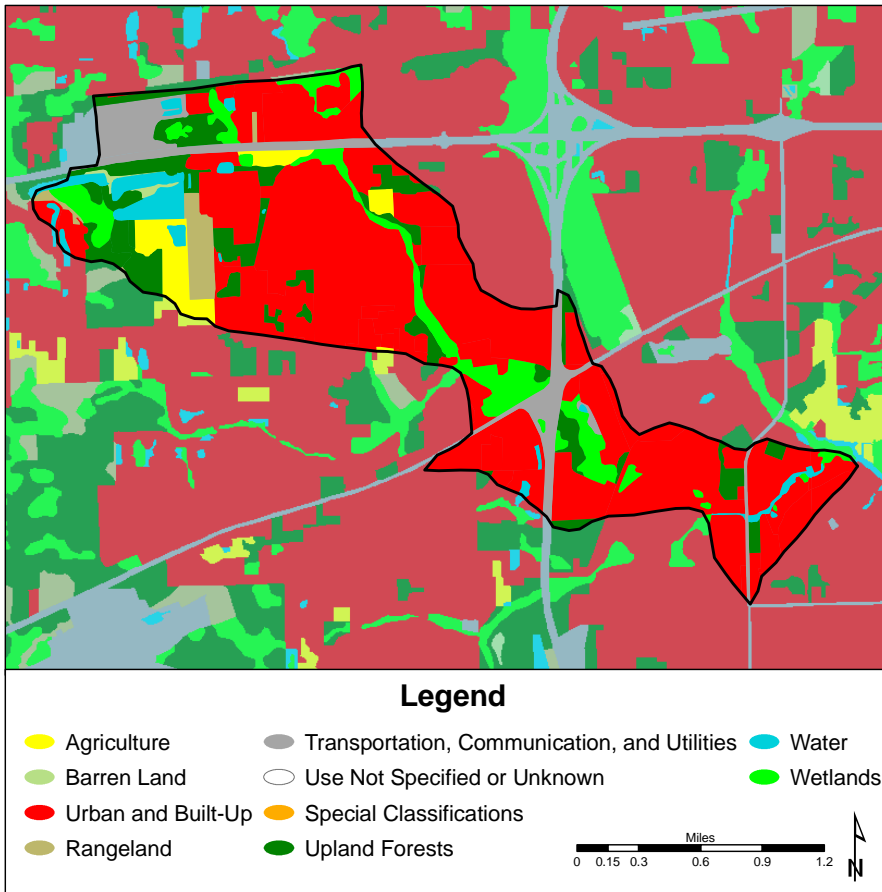 Legend
Agriculture
Barren Land
Urban and Built-Up
Rangeland
Transportation, Communication, and Utilities
Use Not Specified or Unknown
Special Classifications
Upland Forests
Water
Wetlands
Miles
0 0.15 0.3 0.6 0.9 1.2
N